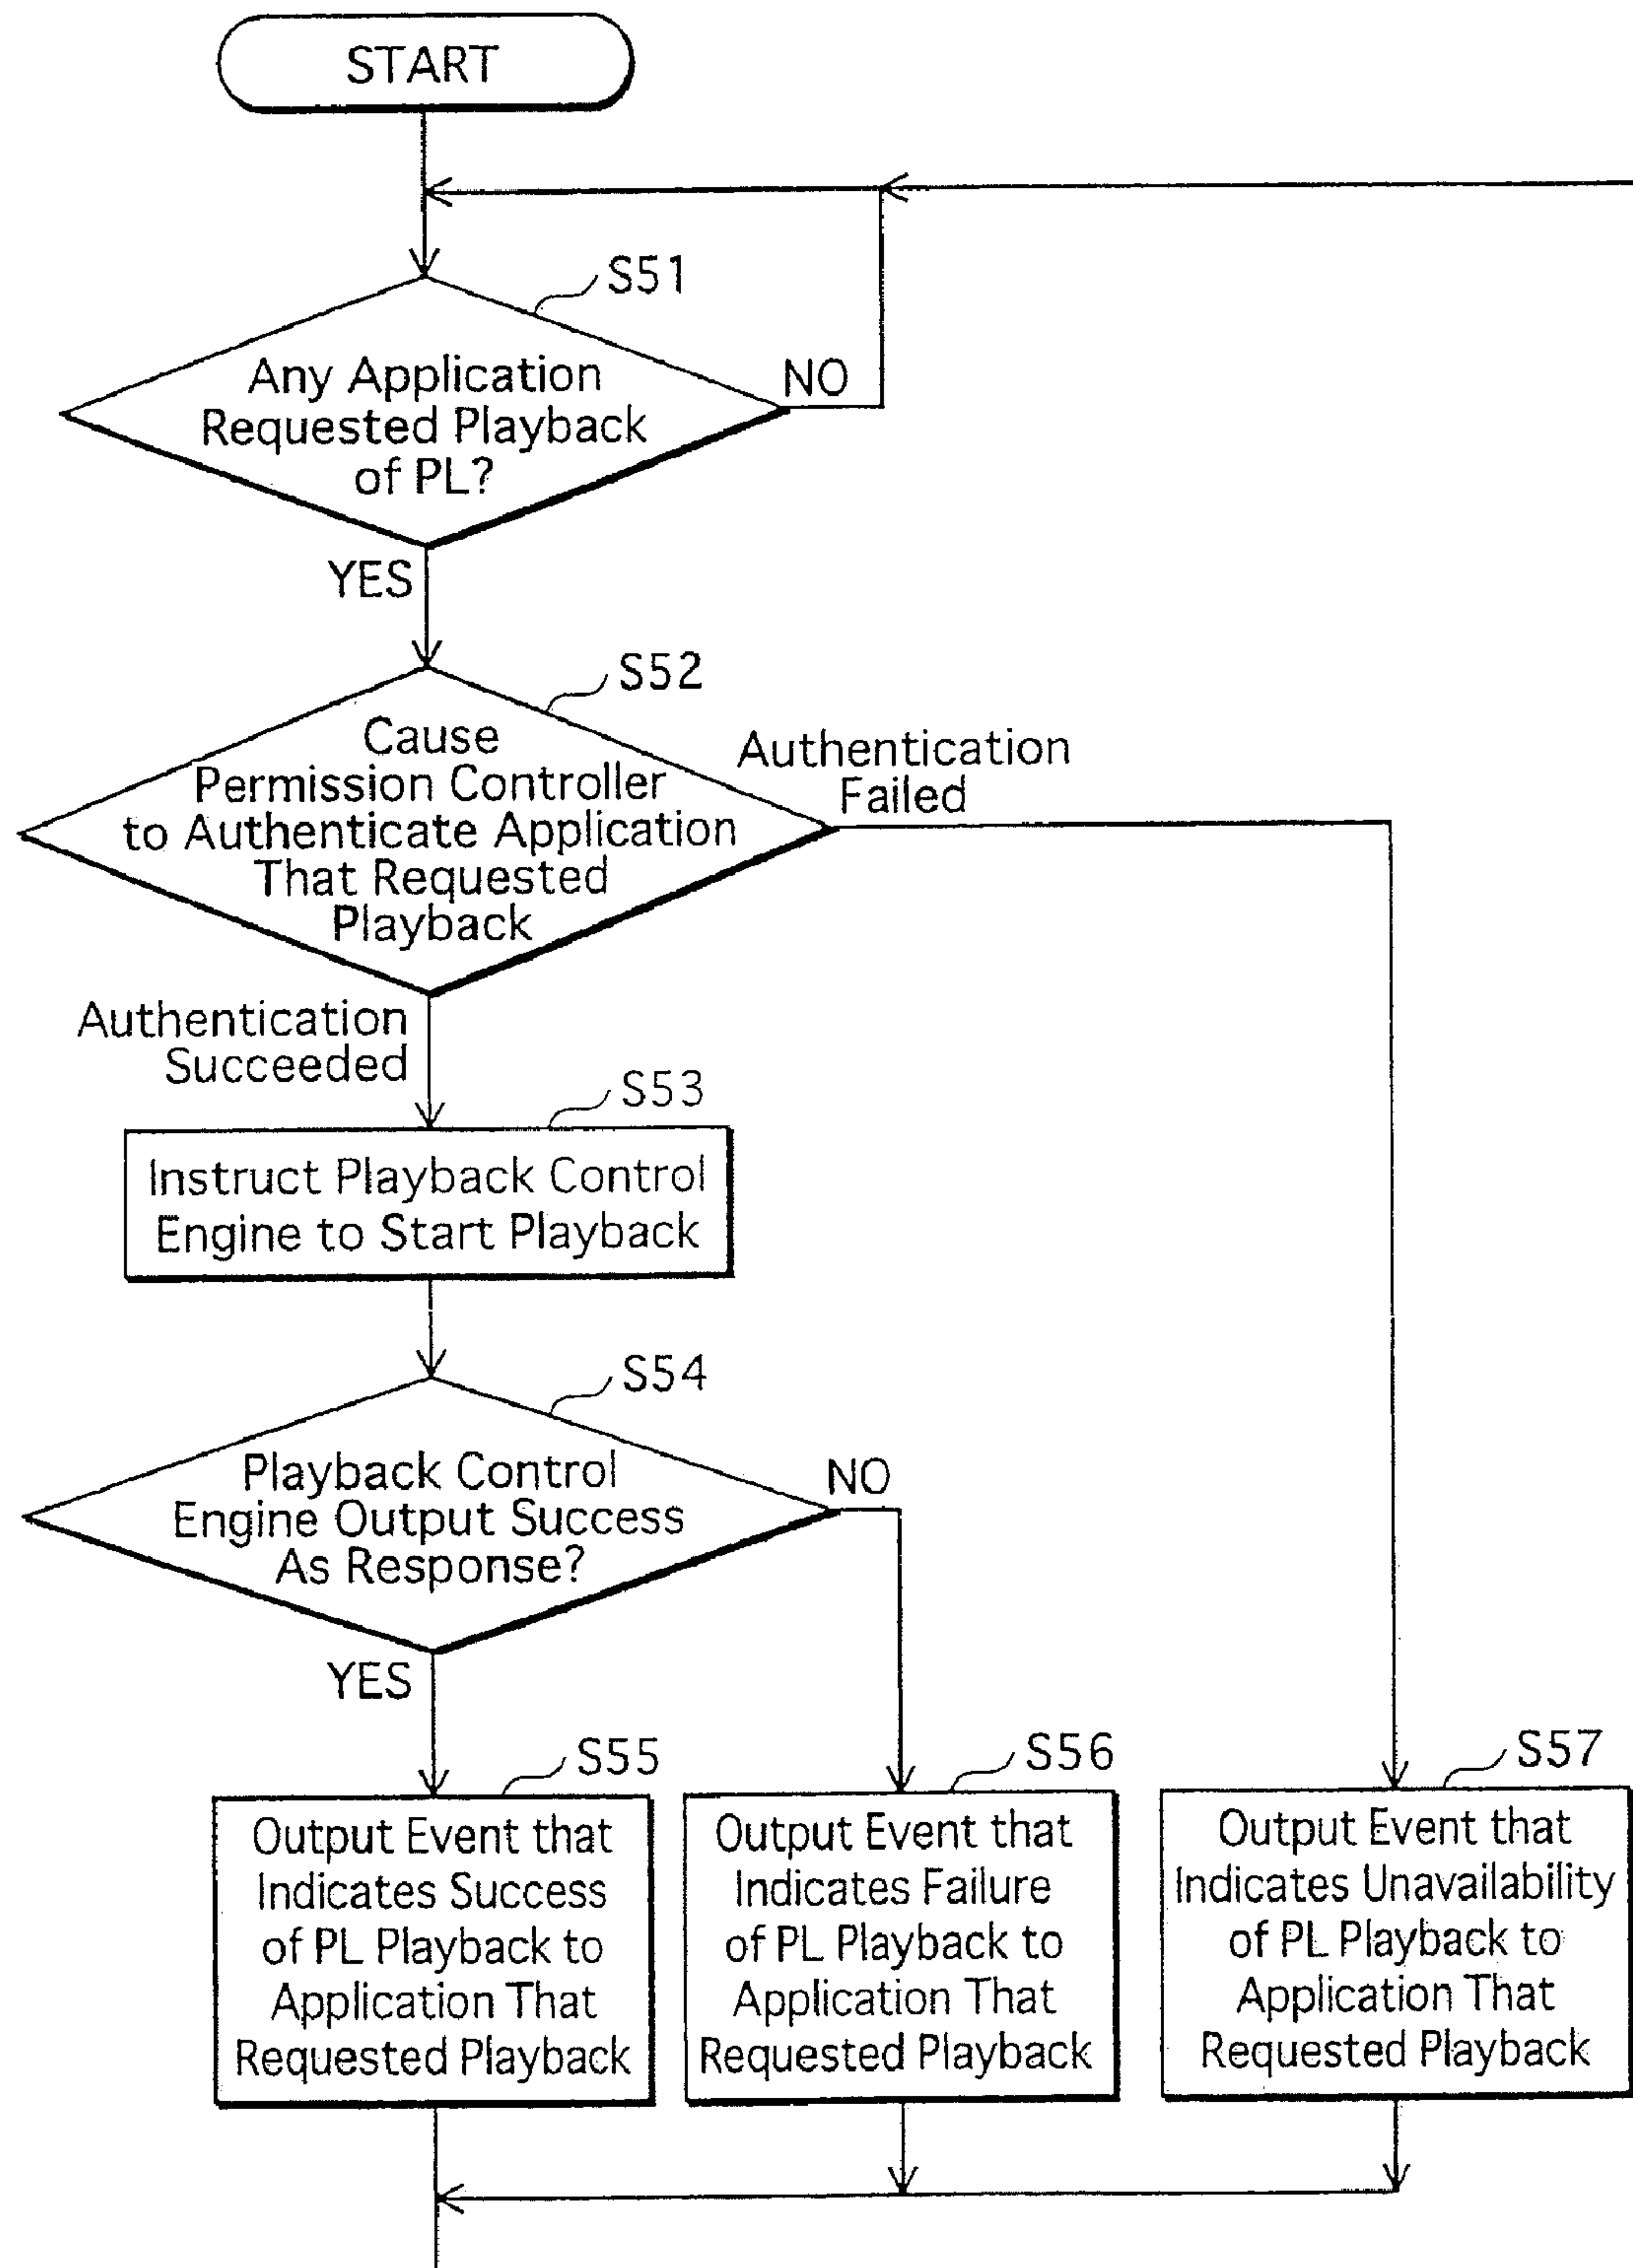 START
S51
Any Application
Requested Playback
of PL?
NO
YES
S52
Cause
Permission Controller
to Authenticate Application
That Requested
Playback
Authentication
Failed
Authentication
Succeeded
S53
Instruct Playback Control
Engine to Start Playback
S54
Playback Control
Engine Output Success
As Response?
NO
YES
S55
Output Event that
Indicates Success
of PL Playback to
Application That
Requested Playback
S56
Output Event that
Indicates Failure
of PL Playback to
Application That
Requested Playback
S57
Output Event that
Indicates Unavailability
of PL Playback to
Application That
Requested Playback